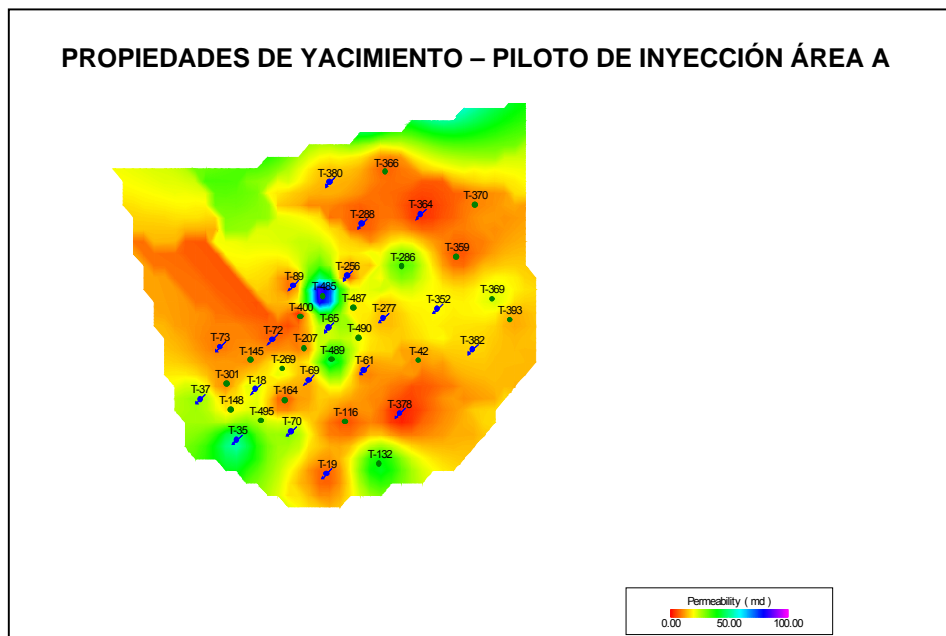 PROPIEDADES DE YACIMIENTO – PILOTO DE INYECCIÓN ÁREA A
T-366
T-380
T-370
T-364
T-288
T-359
T-286
T-256
T-89
T-485
T-369
T-487
T-352
T-277
T-400
T-393
T-65
T-72
T-73
T-490
T-207
T-382
T-489
T-145
T-42
T-269
T-61
T-69
T-301
T-18
T-37
T-164
T-378
T-148
T-495
T-116
T-70
T-35
T-132
T-19
Permeability ( md )
0.00 50.00 100.00